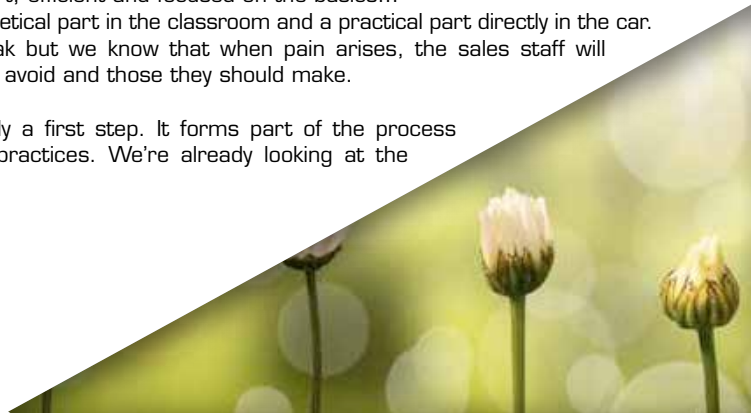 etical part in the classroom and a practical part directly in the car.
ak but we know that when pain arises, the sales staff will
avoid and those they should make.
a first step. It forms part of the process
practices. We're already looking at the